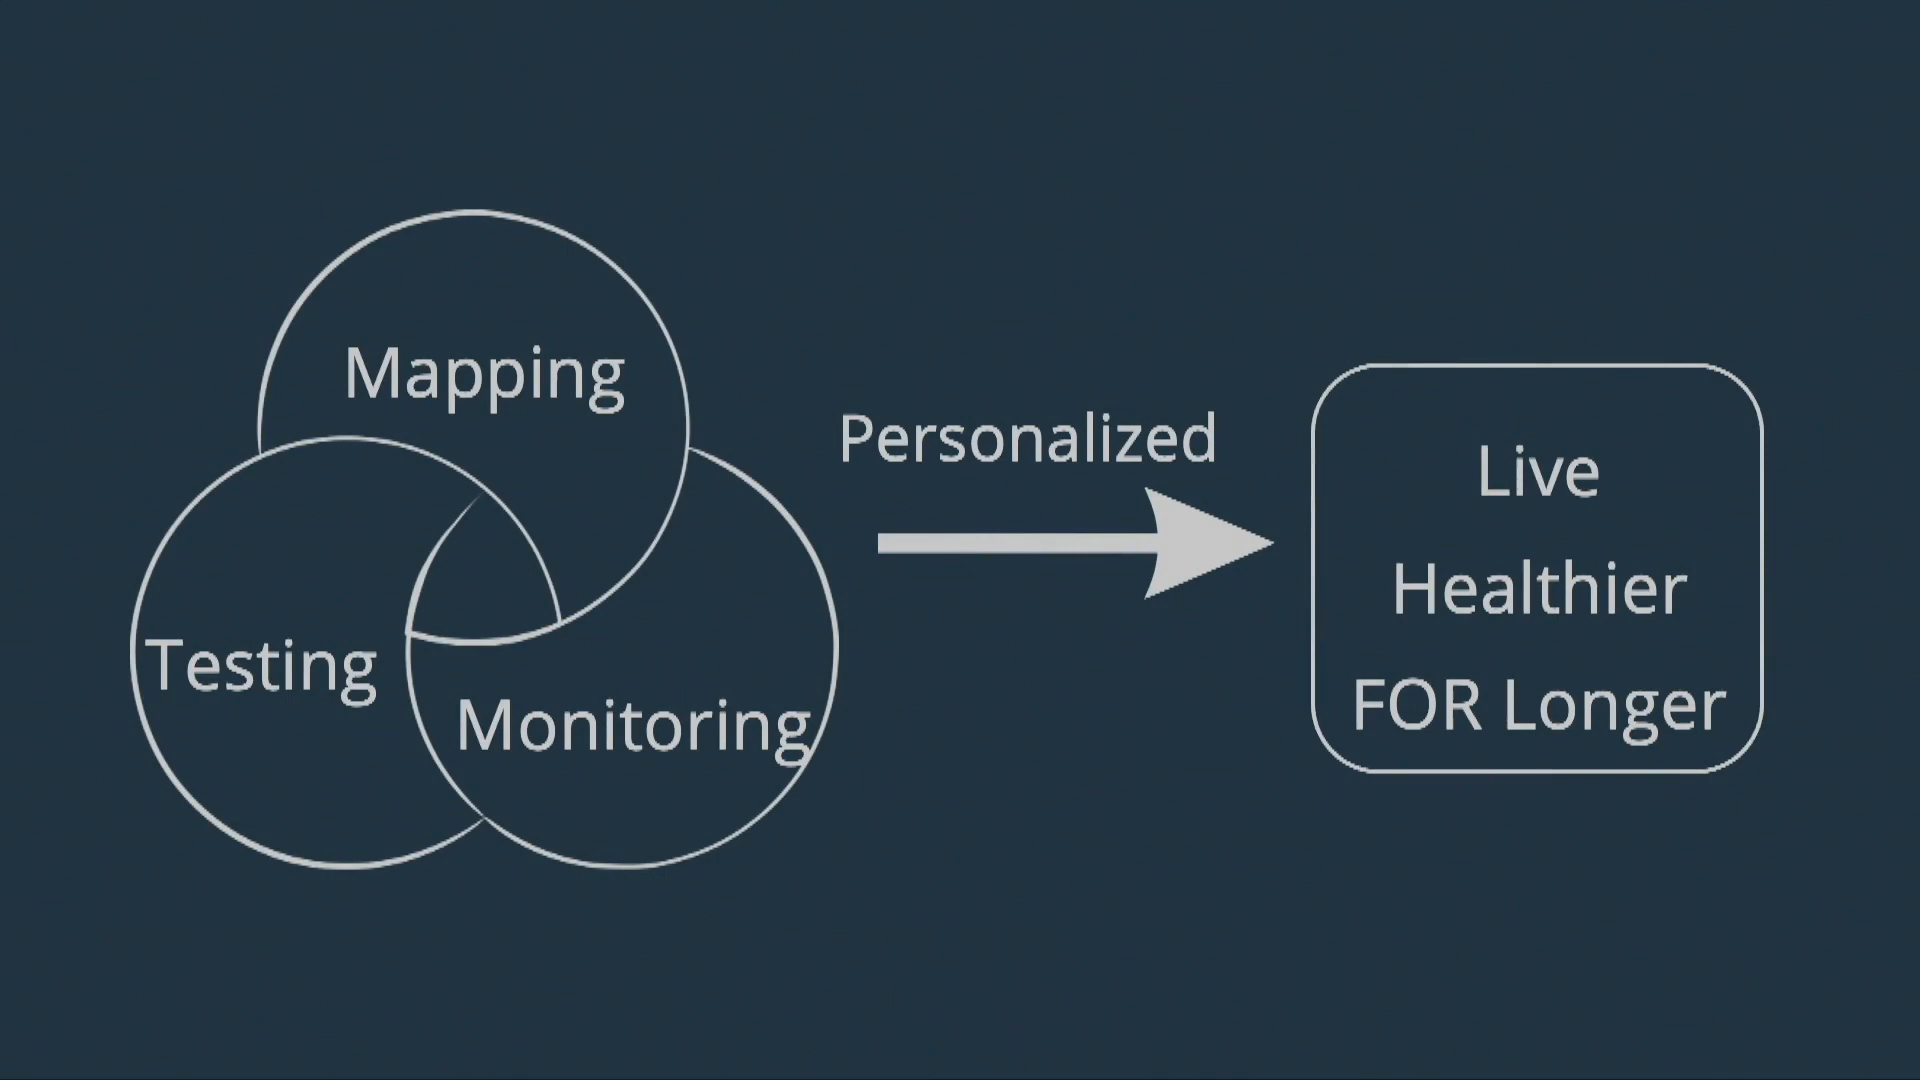 Mapping
Testing
Monitoring
Personalized
Live
Healthier
FOR Longer